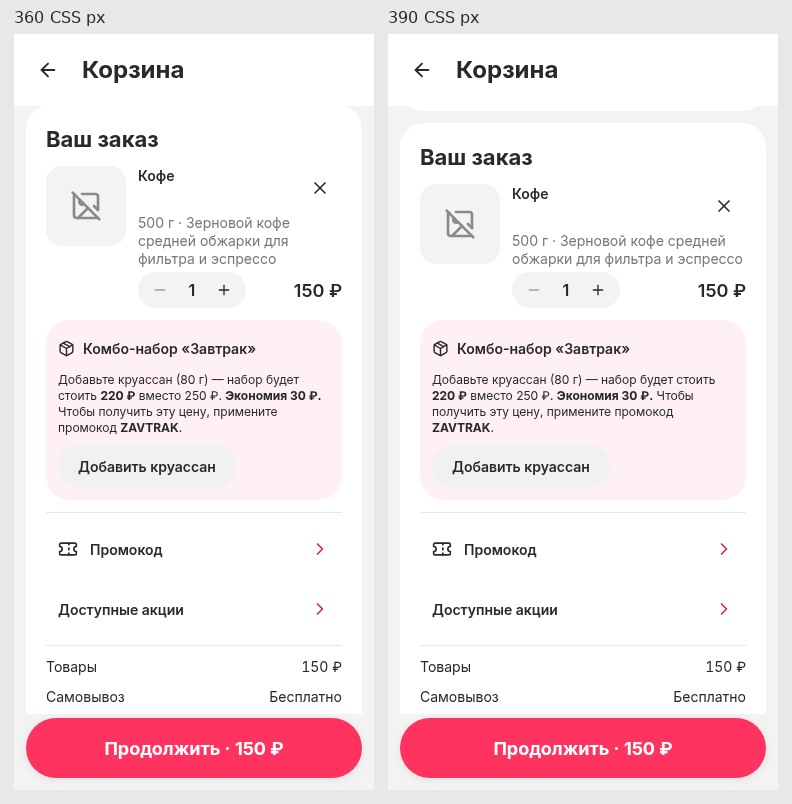 360 CSS px
Корзина
Ваш заказ
Кофе
500 г · Зерновой кофе
средней обжарки для
фильтра и эспрессо
1
150 ₽
Комбо-набор «Завтрак»
Добавьте круассан (80 г) — набор будет
стоить 220 ₽ вместо 250 ₽. Экономия 30 ₽.
Чтобы получить эту цену, примените
промокод ZAVTRAK.
Добавить круассан
Промокод
Доступные акции
Товары 150 ₽
Самовывоз Бесплатно
Продолжить · 150 ₽
390 CSS px
Корзина
Ваш заказ
Кофе
500 г · Зерновой кофе средней
обжарки для фильтра и эспрессо
1
150 ₽
Комбо-набор «Завтрак»
Добавьте круассан (80 г) — набор будет стоить
220 ₽ вместо 250 ₽. Экономия 30 ₽. Чтобы
получить эту цену, примените промокод
ZAVTRAK.
Добавить круассан
Промокод
Доступные акции
Товары 150 ₽
Самовывоз Бесплатно
Продолжить · 150 ₽